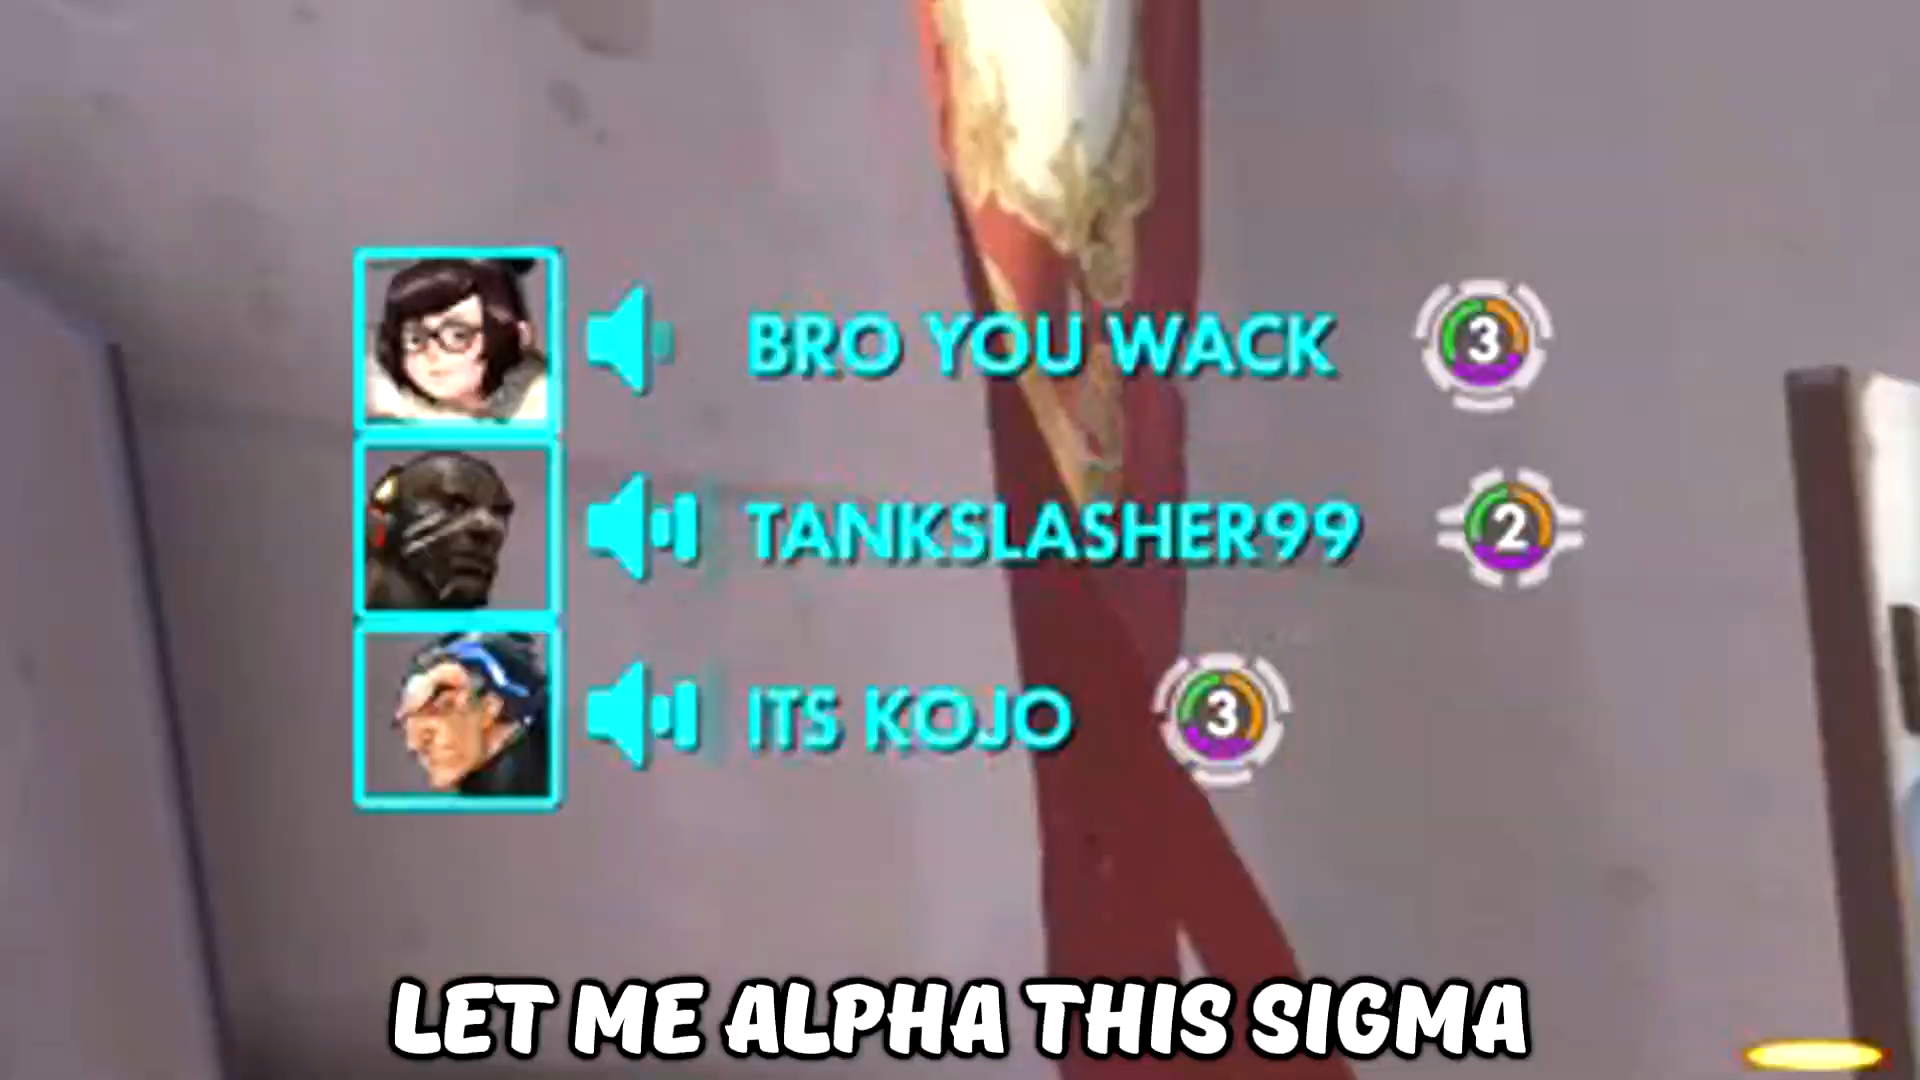 BRO YOU WACK 3
TANKSLASHER99 2
ITS KOJO 3
LET ME ALPHA THIS SIGMA